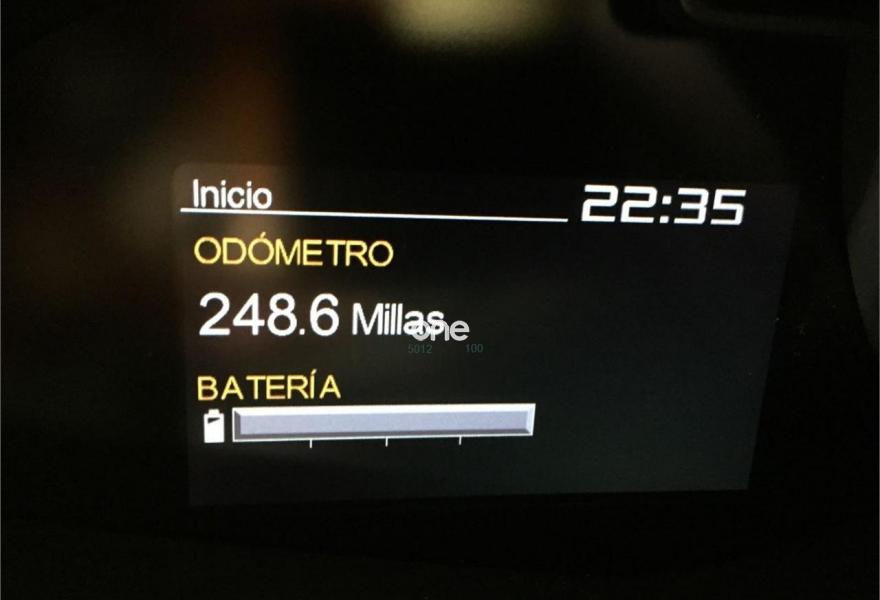 Inicio
22:35
ODÓMETRO
248.6 Millas
one
5012 100
BATERÍA